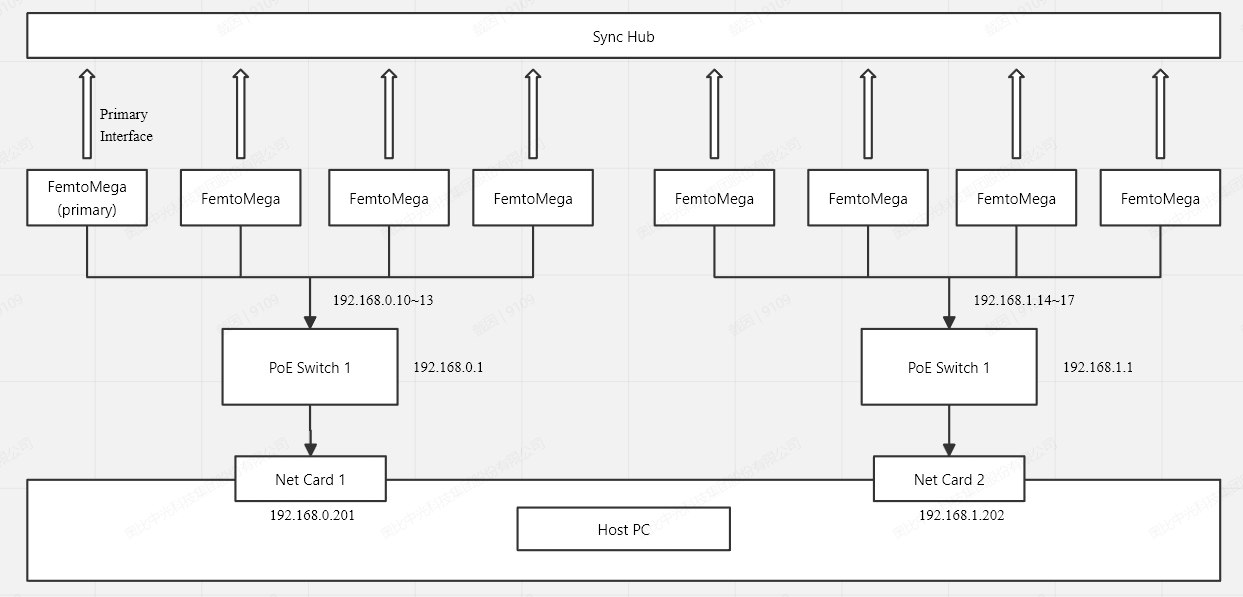 Sync Hub
Primary
Interface
FemtoMega
(primary)
FemtoMega
FemtoMega
FemtoMega
FemtoMega
FemtoMega
FemtoMega
FemtoMega
192.168.0.10~13
192.168.1.14~17
PoE Switch 1
192.168.0.1
PoE Switch 1
192.168.1.1
Net Card 1
Net Card 2
192.168.0.201
192.168.1.202
Host PC